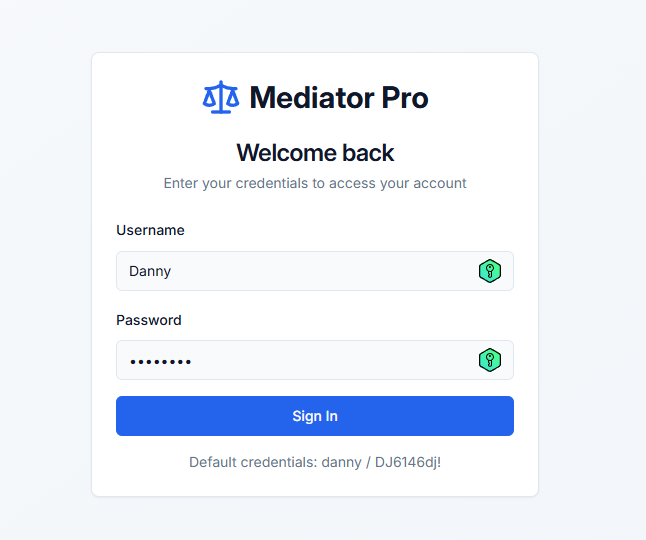 Mediator Pro
Welcome back
Enter your credentials to access your account
Username
Danny
Password
••••••••
Sign In
Default credentials: danny / DJ6146dj!